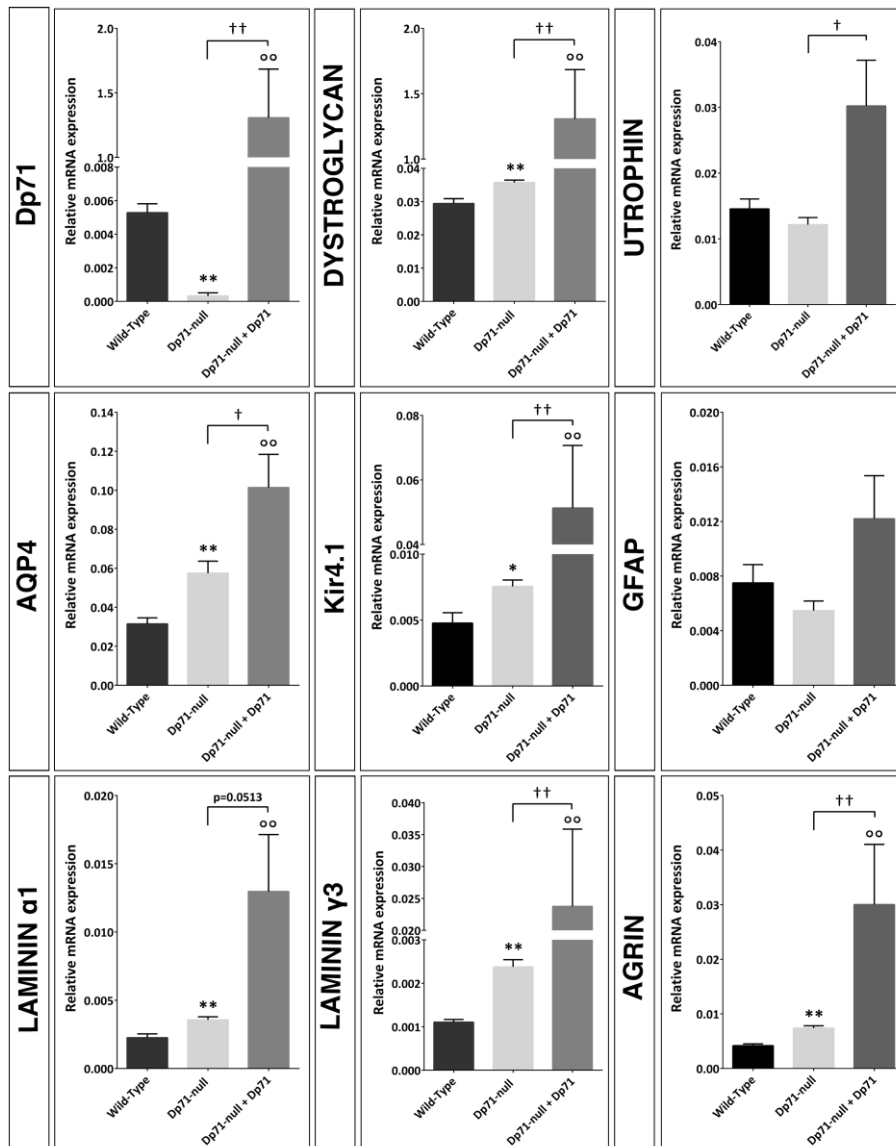 Dp71
Relative mRNA expression
2.0
1.5
1.0
0.008
0.006
0.004
0.002
0.000
††
°°
**
Wild-Type
Dp71-null
Dp71-null + Dp71
DYSTROGLYCAN
Relative mRNA expression
2.0
1.5
1.0
0.04
0.03
0.02
0.01
0.00
††
°°
**
Wild-Type
Dp71-null
Dp71-null + Dp71
UTROPHIN
Relative mRNA expression
0.04
0.03
0.02
0.01
0.00
†
Wild-Type
Dp71-null
Dp71-null + Dp71
AQP4
Relative mRNA expression
0.14
0.12
0.10
0.08
0.06
0.04
0.02
0.00
†
°°
**
Wild-Type
Dp71-null
Dp71-null + Dp71
Kir4.1
Relative mRNA expression
0.08
0.06
0.04
0.010
0.005
0.000
††
°°
*
Wild-Type
Dp71-null
Dp71-null + Dp71
GFAP
Relative mRNA expression
0.020
0.016
0.012
0.008
0.004
0.000
Wild-Type
Dp71-null
Dp71-null + Dp71
LAMININ α1
Relative mRNA expression
0.020
0.015
0.010
0.005
0.000
p=0.0513
°°
**
Wild-Type
Dp71-null
Dp71-null + Dp71
LAMININ γ3
Relative mRNA expression
0.040
0.035
0.030
0.025
0.020
0.003
0.002
0.001
0.000
††
°°
**
Wild-Type
Dp71-null
Dp71-null + Dp71
AGRIN
Relative mRNA expression
0.05
0.04
0.03
0.02
0.01
0.00
††
°°
**
Wild-Type
Dp71-null
Dp71-null + Dp71